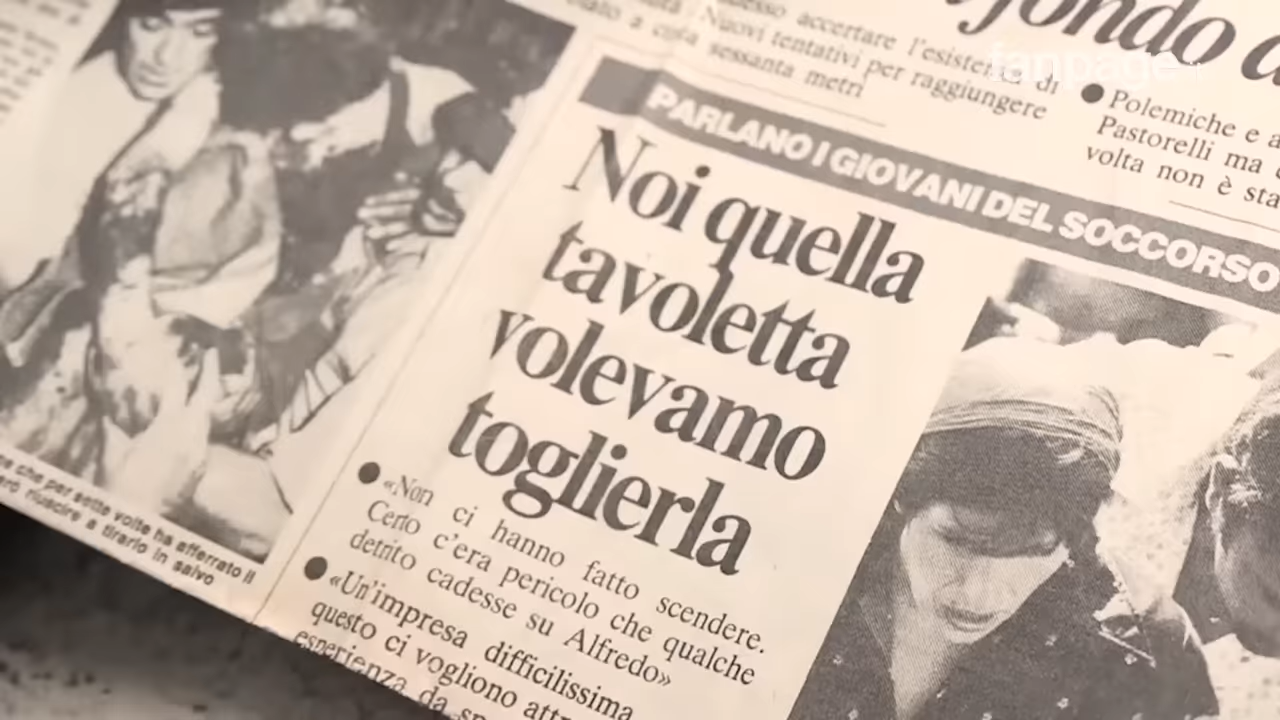 fondo
accertare l'esistenza di
Nuovi tentativi per raggiungere
sessanta metri
fanpage.it
Polemiche e
Pastorelli ma
volta non è
PARLANO I GIOVANI DEL SOCCORSO
Noi quella
tavoletta
volevamo
toglierla
«Non ci hanno fatto scendere.
Certo c'era pericolo che qualche
detrito cadesse su Alfredo»
«Un'impresa difficilissima
questo ci vogliono
esperienza da
che per sette volte ha afferrato il
riuscire a tirarlo in salvo